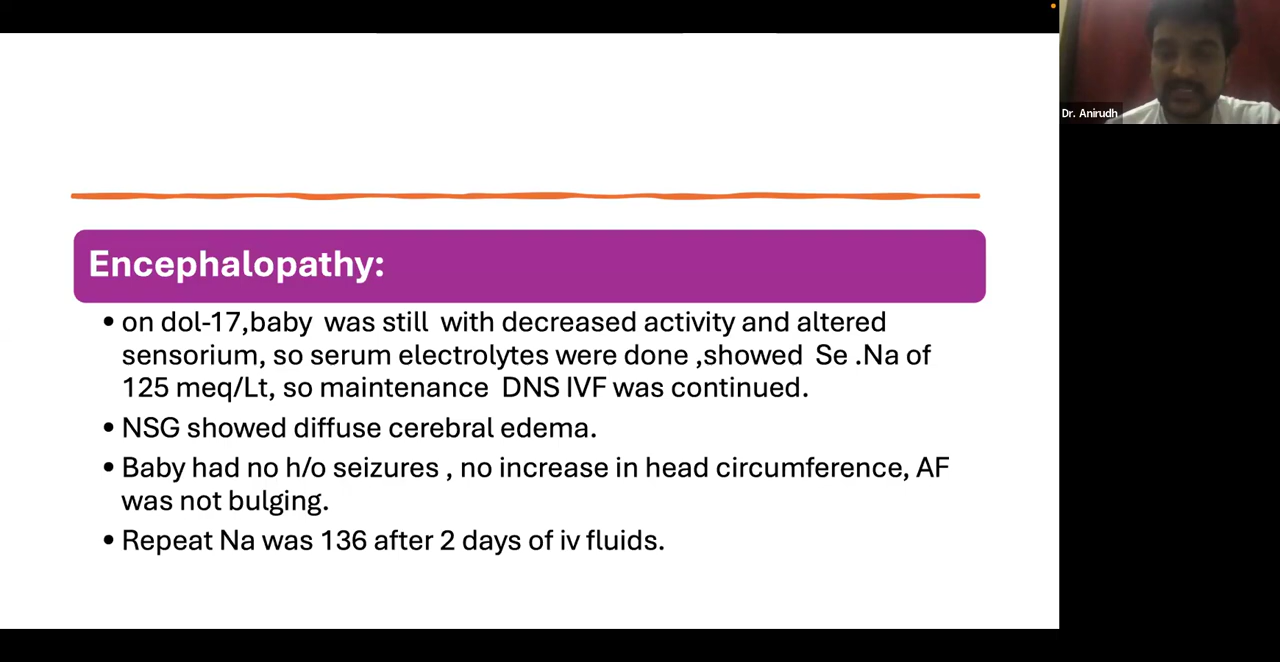 Dr. Anirudh
Encephalopathy:
• on dol-17,baby was still with decreased activity and altered
sensorium, so serum electrolytes were done ,showed Se .Na of
125 meq/Lt, so maintenance DNS IVF was continued.
• NSG showed diffuse cerebral edema.
• Baby had no h/o seizures , no increase in head circumference, AF
was not bulging.
• Repeat Na was 136 after 2 days of iv fluids.